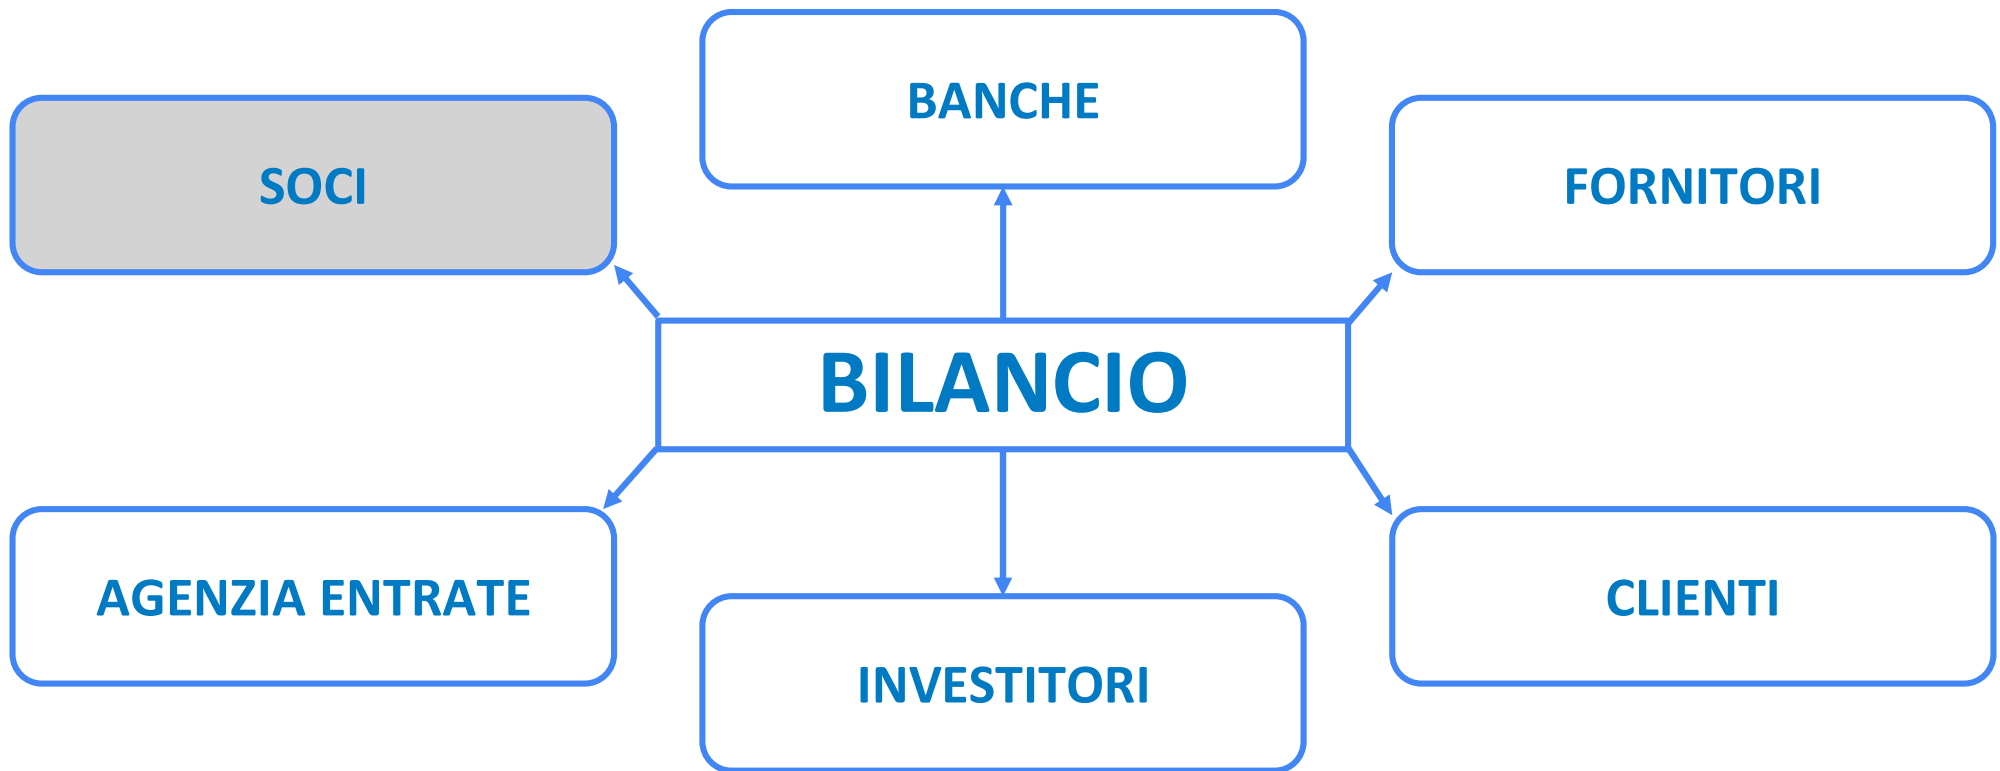 BANCHE
SOCI
FORNITORI
BILANCIO
AGENZIA ENTRATE
CLIENTI
INVESTITORI